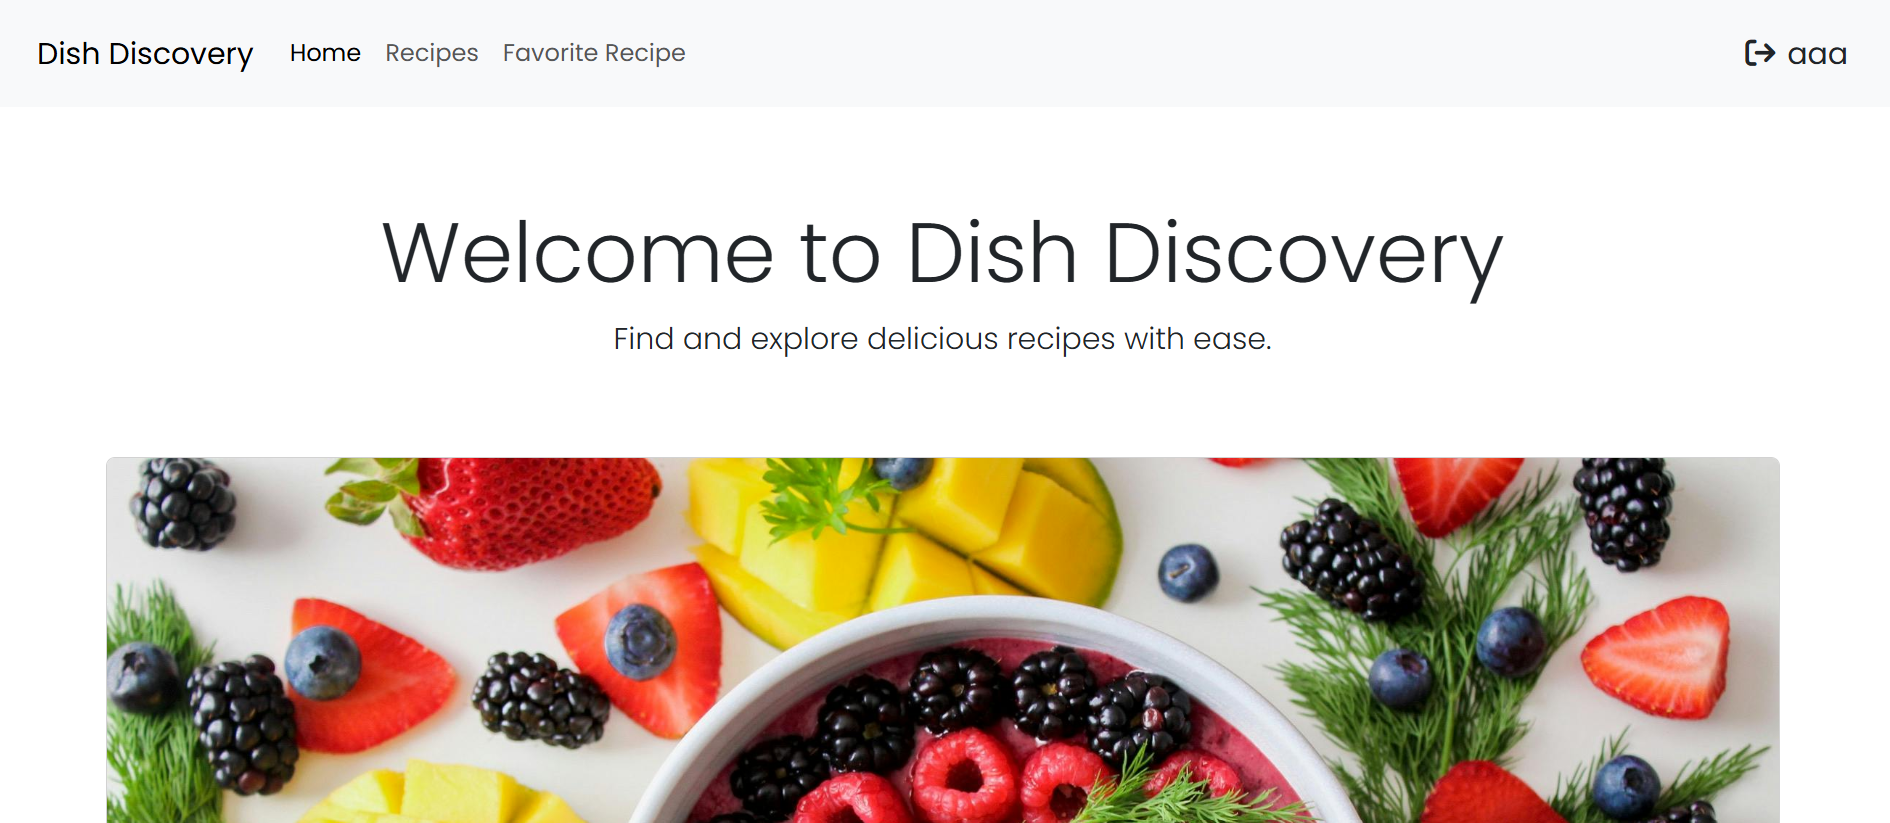 Dish Discovery Home Recipes Favorite Recipe aaa
Welcome to Dish Discovery
Find and explore delicious recipes with ease.